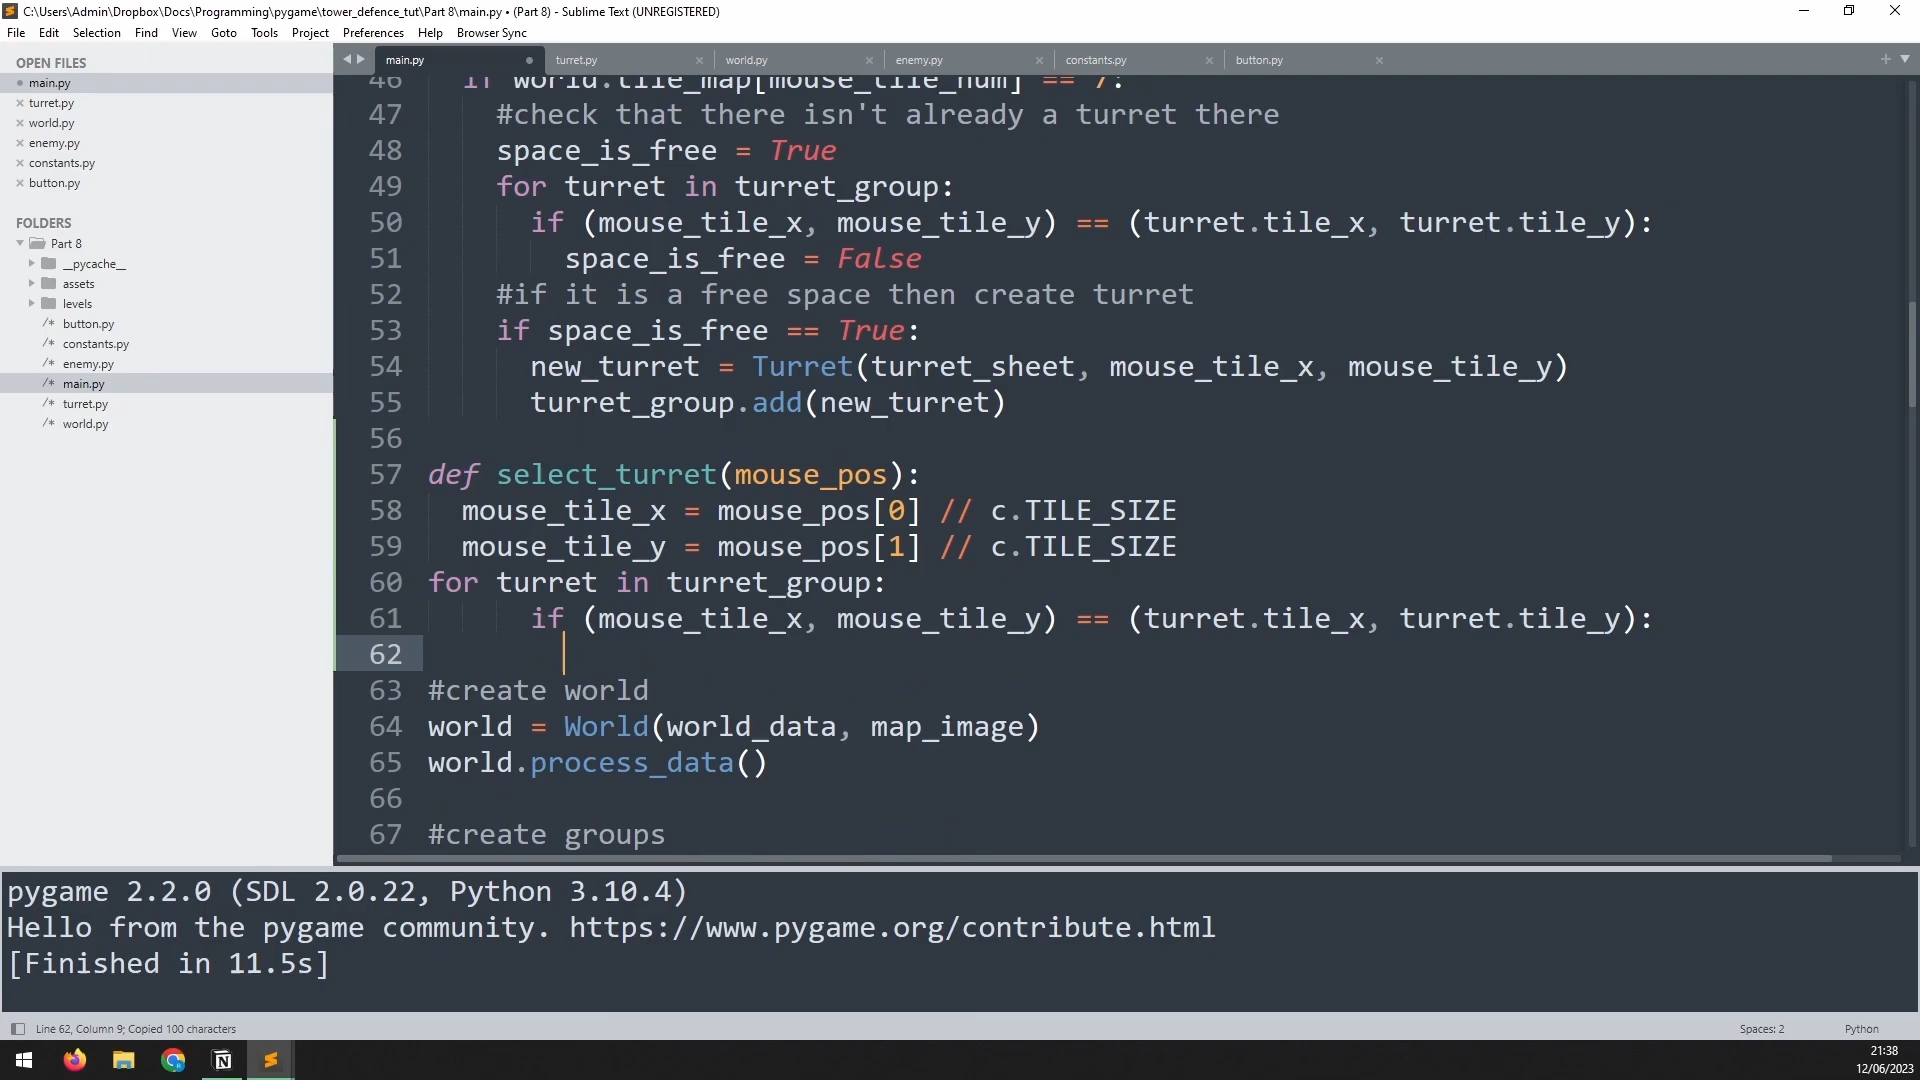 C:\Users\Admin\Dropbox\Docs\Programming\pygame\tower_defence_tut\Part 8\main.py • (Part 8) - Sublime Text (UNREGISTERED)
File Edit Selection Find View Goto Tools Project Preferences Help Browser Sync
OPEN FILES
main.py
turret.py
world.py
enemy.py
constants.py
button.py
FOLDERS
Part 8
__pycache__
assets
levels
/* button.py
/* constants.py
/* enemy.py
/* main.py
/* turret.py
/* world.py
main.py turret.py world.py enemy.py constants.py button.py
46 if world.tile_map[mouse_tile_num] == 7:
47 #check that there isn't already a turret there
48 space_is_free = True
49 for turret in turret_group:
50 if (mouse_tile_x, mouse_tile_y) == (turret.tile_x, turret.tile_y):
51 space_is_free = False
52 #if it is a free space then create turret
53 if space_is_free == True:
54 new_turret = Turret(turret_sheet, mouse_tile_x, mouse_tile_y)
55 turret_group.add(new_turret)
56
57 def select_turret(mouse_pos):
58 mouse_tile_x = mouse_pos[0] // c.TILE_SIZE
59 mouse_tile_y = mouse_pos[1] // c.TILE_SIZE
60 for turret in turret_group:
61 if (mouse_tile_x, mouse_tile_y) == (turret.tile_x, turret.tile_y):
62
63 #create world
64 world = World(world_data, map_image)
65 world.process_data()
66
67 #create groups
pygame 2.2.0 (SDL 2.0.22, Python 3.10.4)
Hello from the pygame community. https://www.pygame.org/contribute.html
[Finished in 11.5s]
Line 62, Column 9; Copied 100 characters
Spaces: 2 Python
21:38
12/06/2023